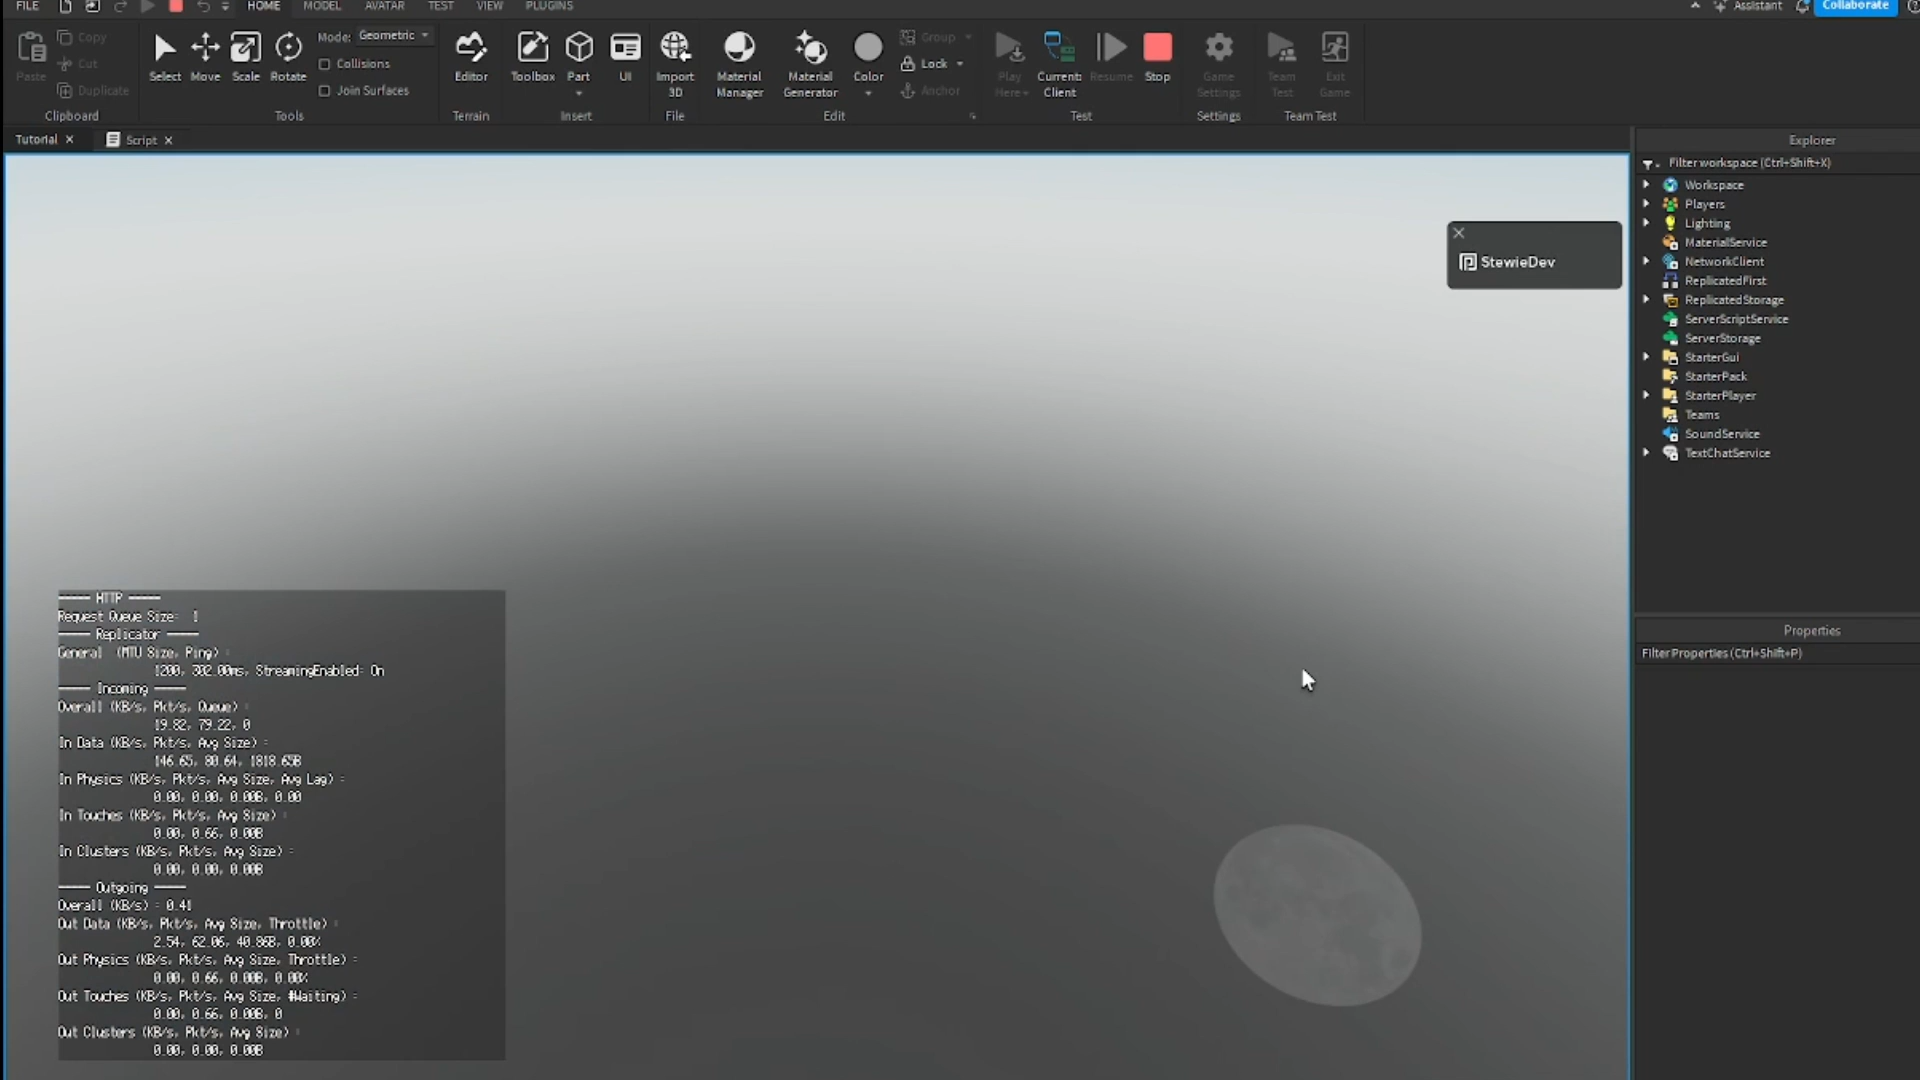 FILE HOME MODEL AVATAR TEST VIEW PLUGINS Assistant Collaborate
Mode: Geometric
Collisions
Join Surfaces
Paste Copy
Cut
Duplicate
Select Move Scale Rotate Editor Toolbox Part UI Import 3D Material Manager Material Generator Color
Group
Lock
Anchor
Play Here Current: Client Resume Stop Game Settings Team Test Exit Game
Clipboard Tools Terrain Insert File Edit Test Settings Team Test
Tutorial Script
Explorer
Filter workspace (Ctrl+Shift+X)
Workspace
Players
Lighting
MaterialService
NetworkClient
ReplicatedFirst
ReplicatedStorage
ServerScriptService
ServerStorage
StarterGui
StarterPack
StarterPlayer
Teams
SoundService
TextChatService
Properties
Filter Properties (Ctrl+Shift+P)
StewieDev
----- HTTP -----
Request Queue Size: 1
----- Replicator -----
General (MTU Size, Ping) :
1200, 302.00ms, StreamingEnabled: On
----- Incoming -----
Overall (KB/s, Pkt/s, Queue) :
19.82, 79.22, 0
In Data (KB/s, Pkt/s, Avg Size) :
146.65, 80.64, 1818.65B
In Physics (KB/s, Pkt/s, Avg Size, Avg Lag) :
0.00, 0.00, 0.00B, 0.00
In Touches (KB/s, Pkt/s, Avg Size) :
0.00, 0.66, 0.00B
In Clusters (KB/s, Pkt/s, Avg Size) :
0.00, 0.00, 0.00B
----- Outgoing -----
Overall (KB/s) : 0.41
Out Data (KB/s, Pkt/s, Avg Size, Throttle) :
2.54, 62.06, 40.86B, 0.00%
Out Physics (KB/s, Pkt/s, Avg Size, Throttle) :
0.00, 0.66, 0.00B, 0.00%
Out Touches (KB/s, Pkt/s, Avg Size, #Waiting) :
0.00, 0.66, 0.00B, 0
Out Clusters (KB/s, Pkt/s, Avg Size) :
0.00, 0.00, 0.00B